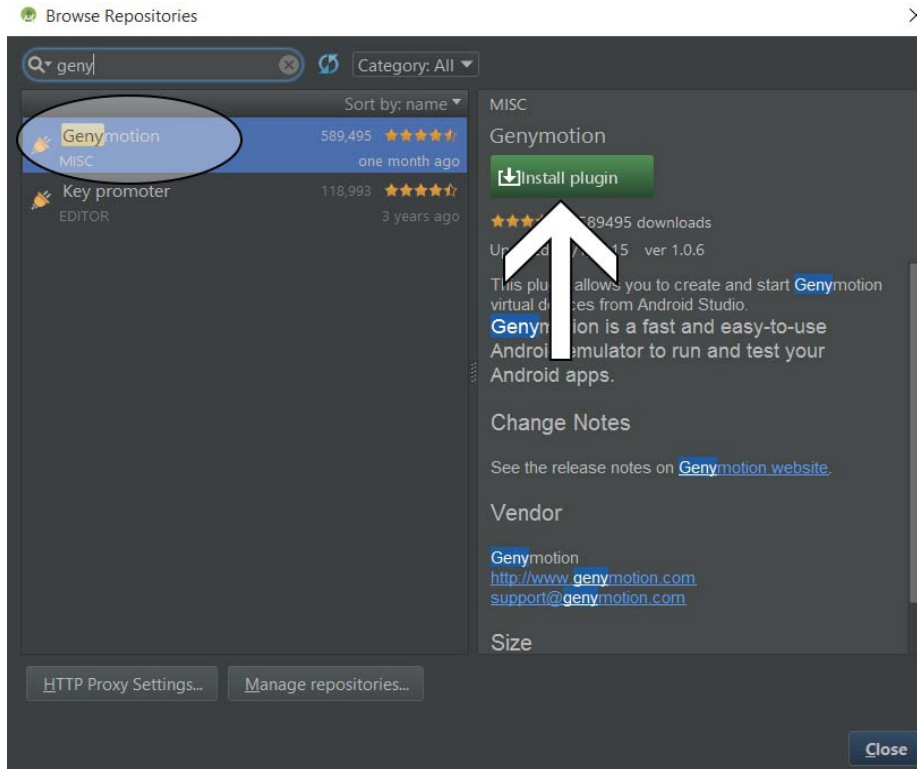 Browse Repositories
geny
Category: All
Sort by: name
Genymotion 589,495
MISC one month ago
Key promoter 118,993
EDITOR 3 years ago
MISC
Genymotion
Install plugin
589495 downloads
15 ver 1.0.6
This allows you to create and start Genymotion
virtual from Android Studio.
is a fast and easy-to-use
emulator to run and test your
Android apps.
Change Notes
See the release notes on Genymotion website.
Vendor
Genymotion
http://www.genymotion.com
support@genymotion.com
Size
HTTP Proxy Settings...
Manage repositories...
Close